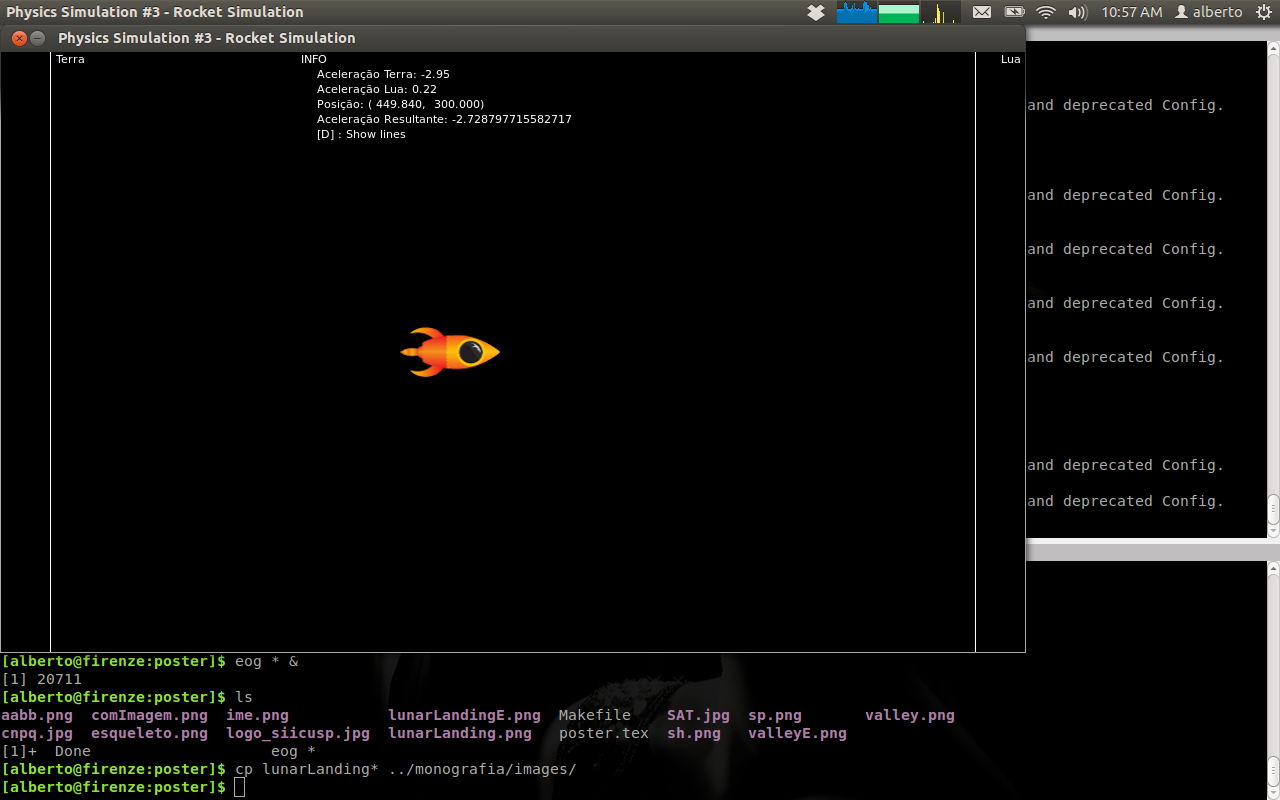 Physics Simulation #3 - Rocket Simulation
10:57 AM
alberto
Physics Simulation #3 - Rocket Simulation
Terra
INFO
Lua
Aceleração Terra: -2.95
Aceleração Lua: 0.22
Posição: ( 449.840,  300.000)
Aceleração Resultante: -2.728797715582717
[D] : Show lines
and deprecated Config.
and deprecated Config.
and deprecated Config.
and deprecated Config.
and deprecated Config.
and deprecated Config.
and deprecated Config.
[alberto@firenze:poster]$ eog * &
[1] 20711
[alberto@firenze:poster]$ ls
aabb.png  comImagem.png  ime.png           lunarLandingE.png  Makefile    SAT.jpg  sp.png       valley.png
cnpq.jpg  esqueleto.png  logo_siicusp.jpg  lunarLanding.png   poster.tex  sh.png   valleyE.png
[1]+  Done                    eog *
[alberto@firenze:poster]$ cp lunarLanding* ../monografia/images/
[alberto@firenze:poster]$